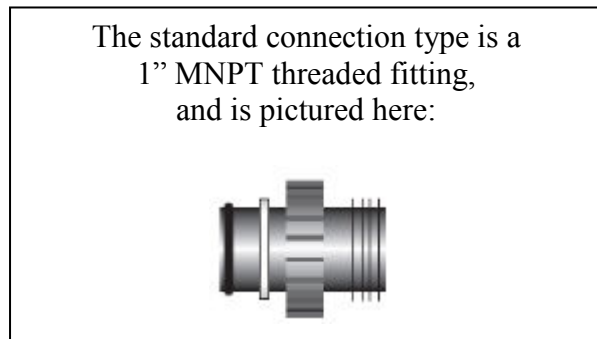 The standard connection type is a
1” MNPT threaded fitting,
and is pictured here: